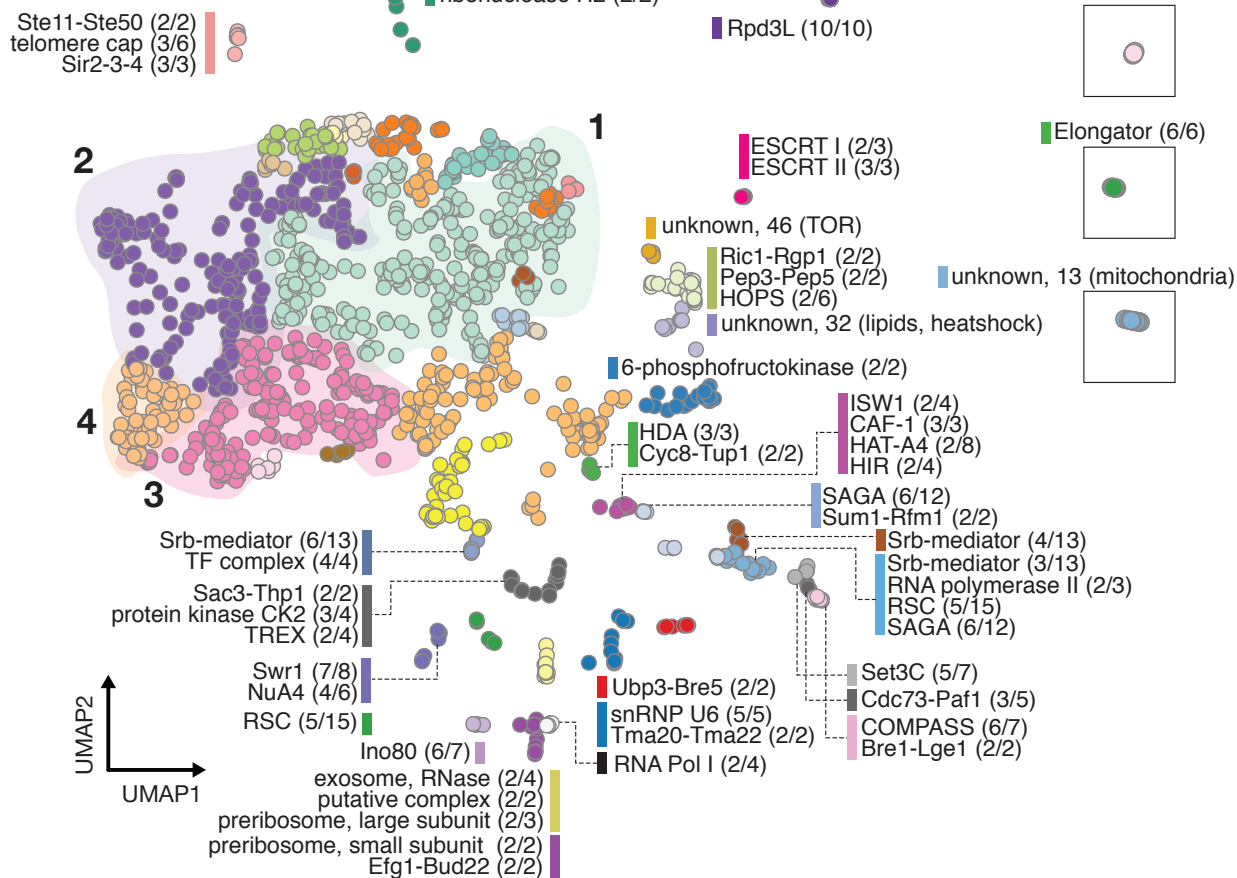 ribonuclease H2 (2/2)
Ste11-Ste50 (2/2)
telomere cap (3/6)
Sir2-3-4 (3/3)
Rpd3L (10/10)
1
2
Elongator (6/6)
ESCRT I (2/3)
ESCRT II (3/3)
unknown, 46 (TOR)
Ric1-Rgp1 (2/2)
Pep3-Pep5 (2/2)
HOPS (2/6)
unknown, 13 (mitochondria)
unknown, 32 (lipids, heatshock)
6-phosphofructokinase (2/2)
4
3
HDA (3/3)
Cyc8-Tup1 (2/2)
ISW1 (2/4)
CAF-1 (3/3)
HAT-A4 (2/8)
HIR (2/4)
SAGA (6/12)
Sum1-Rfm1 (2/2)
Srb-mediator (6/13)
TF complex (4/4)
Srb-mediator (4/13)
Srb-mediator (3/13)
RNA polymerase II (2/3)
RSC (5/15)
SAGA (6/12)
Sac3-Thp1 (2/2)
protein kinase CK2 (3/4)
TREX (2/4)
Swr1 (7/8)
NuA4 (4/6)
RSC (5/15)
Ino80 (6/7)
Ubp3-Bre5 (2/2)
snRNP U6 (5/5)
Tma20-Tma22 (2/2)
RNA Pol I (2/4)
Set3C (5/7)
Cdc73-Paf1 (3/5)
COMPASS (6/7)
Bre1-Lge1 (2/2)
UMAP2
UMAP1
exosome, RNase (2/4)
putative complex (2/2)
preribosome, large subunit (2/3)
preribosome, small subunit (2/2)
Efg1-Bud22 (2/2)